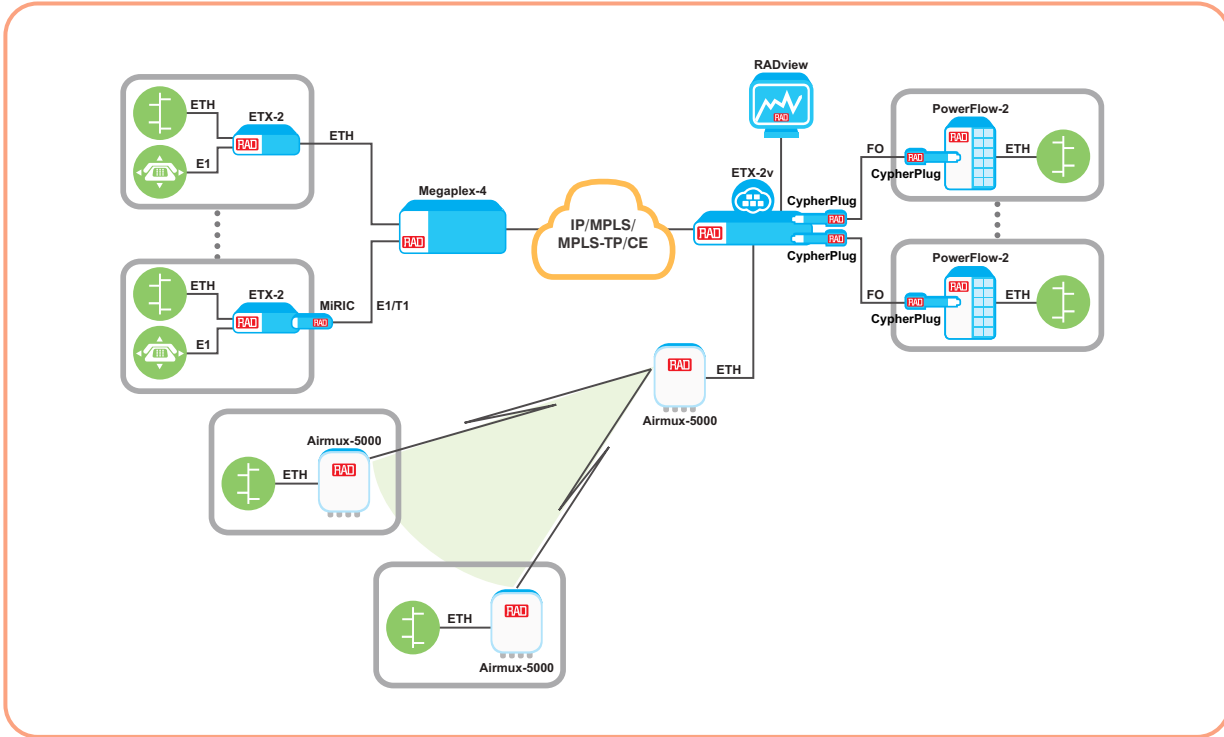 RADview
ETH
ETX-2
RAD
E1
ETH
Megaplex-4
RAD
IP/MPLS/
MPLS-TP/CE
ETX-2v
RAD
RAD
CypherPlug
RAD
RAD
CypherPlug
FO
PowerFlow-2
RAD
RAD
CypherPlug
ETH
FO
PowerFlow-2
RAD
RAD
CypherPlug
ETH
ETH
ETX-2
RAD
MiRIC
RAD
E1/T1
E1
RAD
ETH
Airmux-5000
Airmux-5000
RAD
ETH
RAD
ETH
Airmux-5000